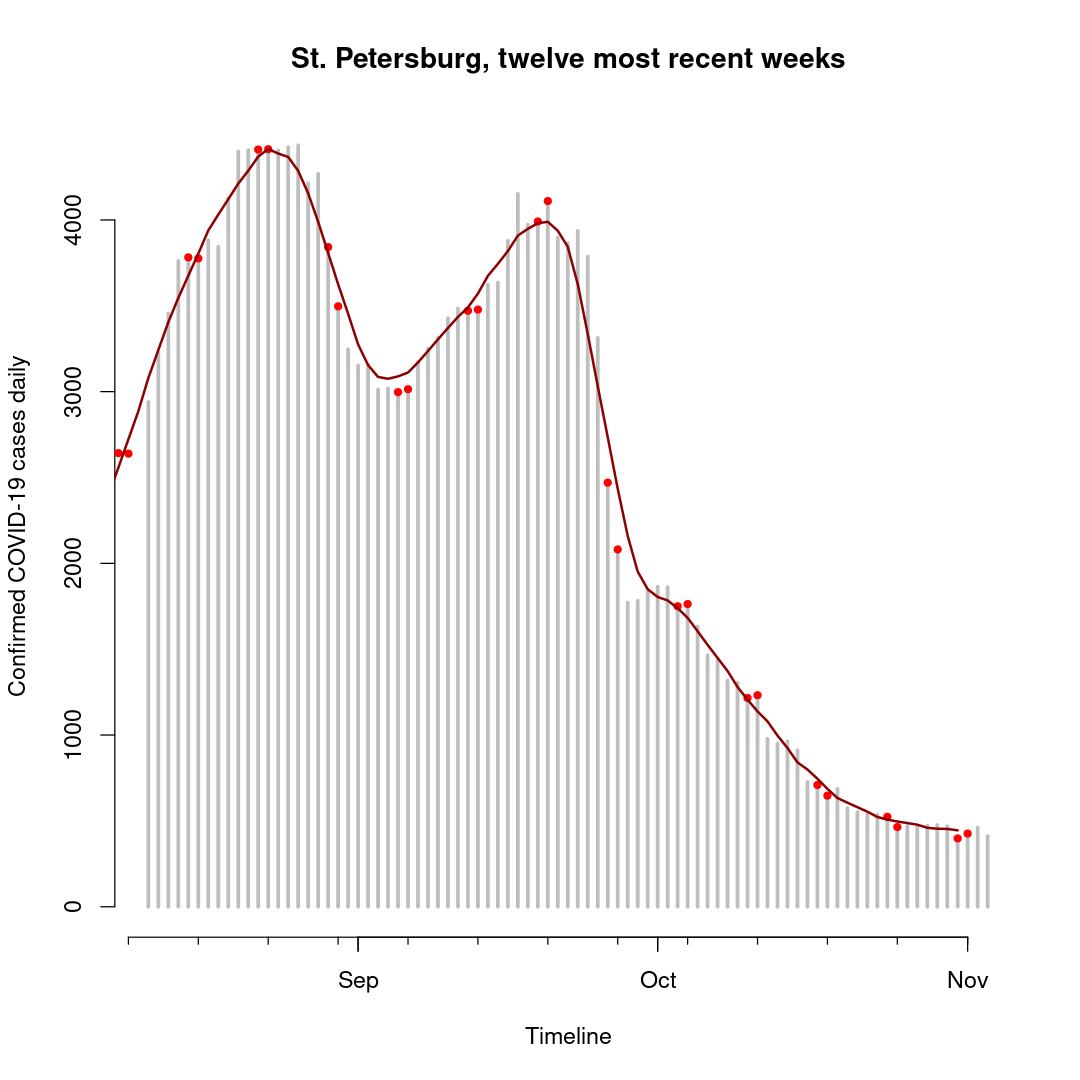 St. Petersburg, twelve most recent weeks
Confirmed COVID-19 cases daily
4000
3000
2000
1000
0
Sep
Oct
Nov
Timeline